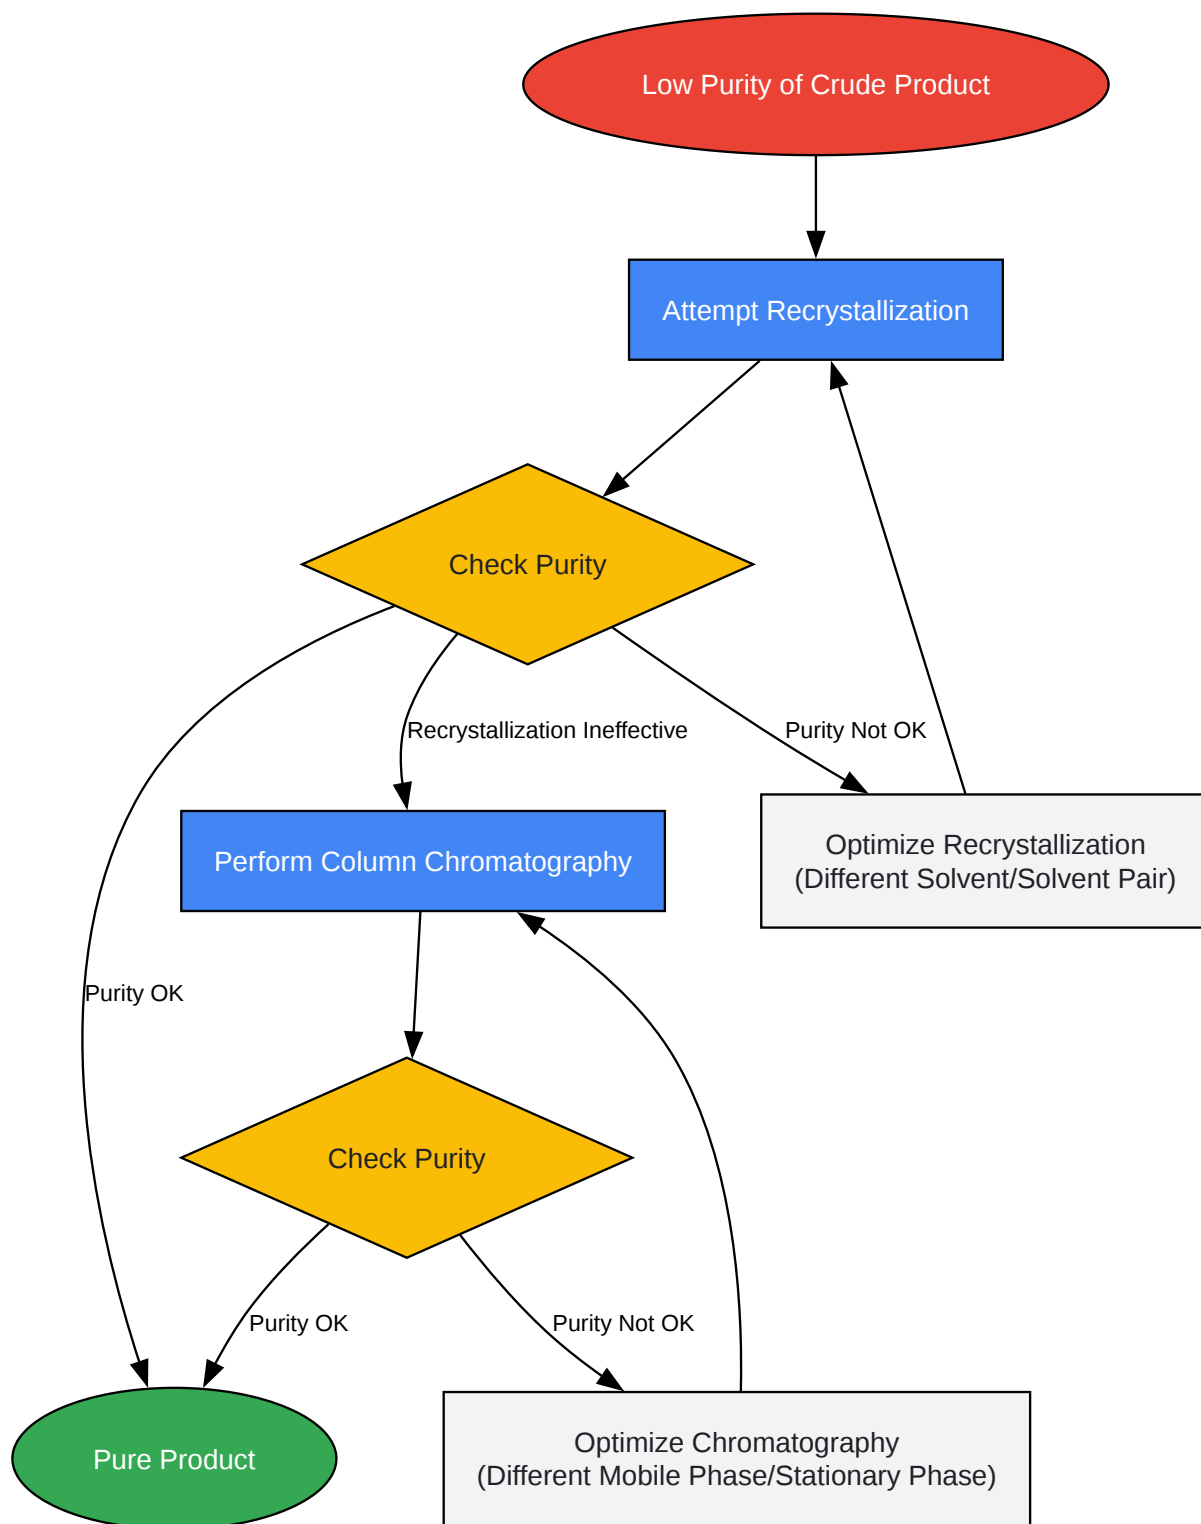 Low Purity of Crude Product
Attempt Recrystallization
Check Purity
Recrystallization Ineffective
Purity Not OK
Perform Column Chromatography
Optimize Recrystallization
(Different Solvent/Solvent Pair)
Purity OK
Check Purity
Purity OK
Purity Not OK
Pure Product
Optimize Chromatography
(Different Mobile Phase/Stationary Phase)